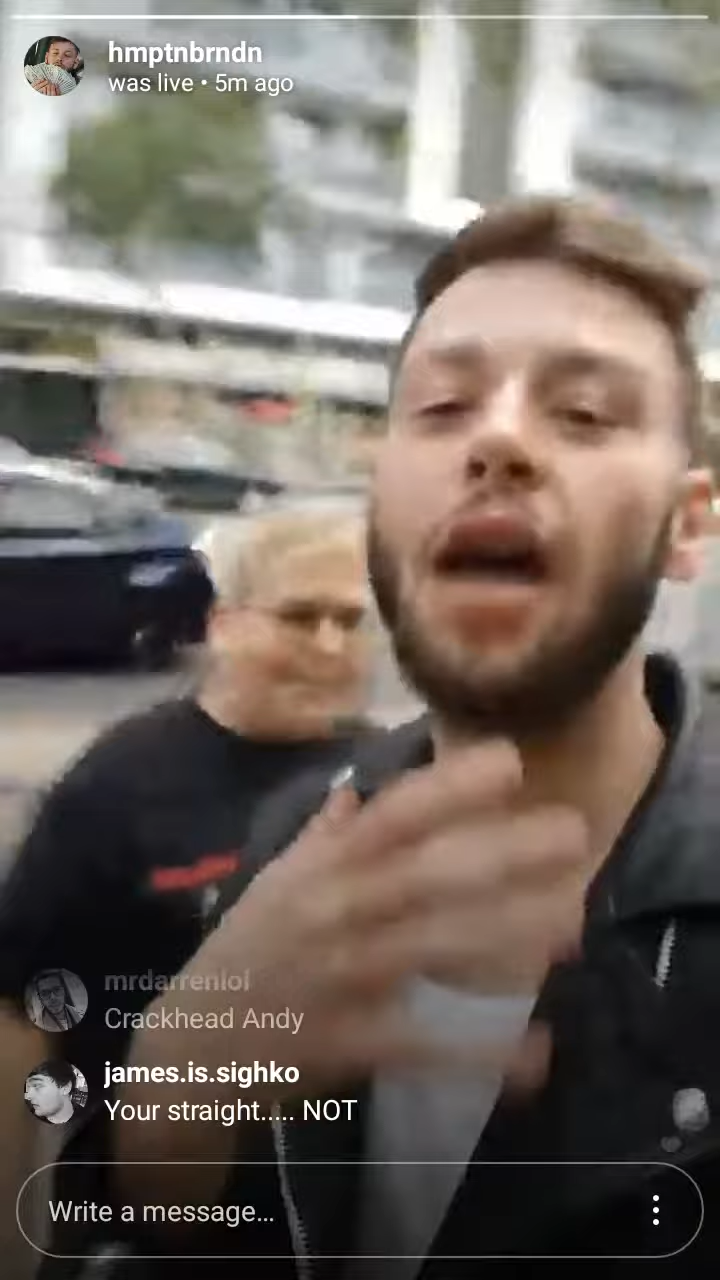 hmptnbrndn
was live • 5m ago
mrdarrenlol
Crackhead Andy
james.is.sighko
Your straight..... NOT
Write a message...